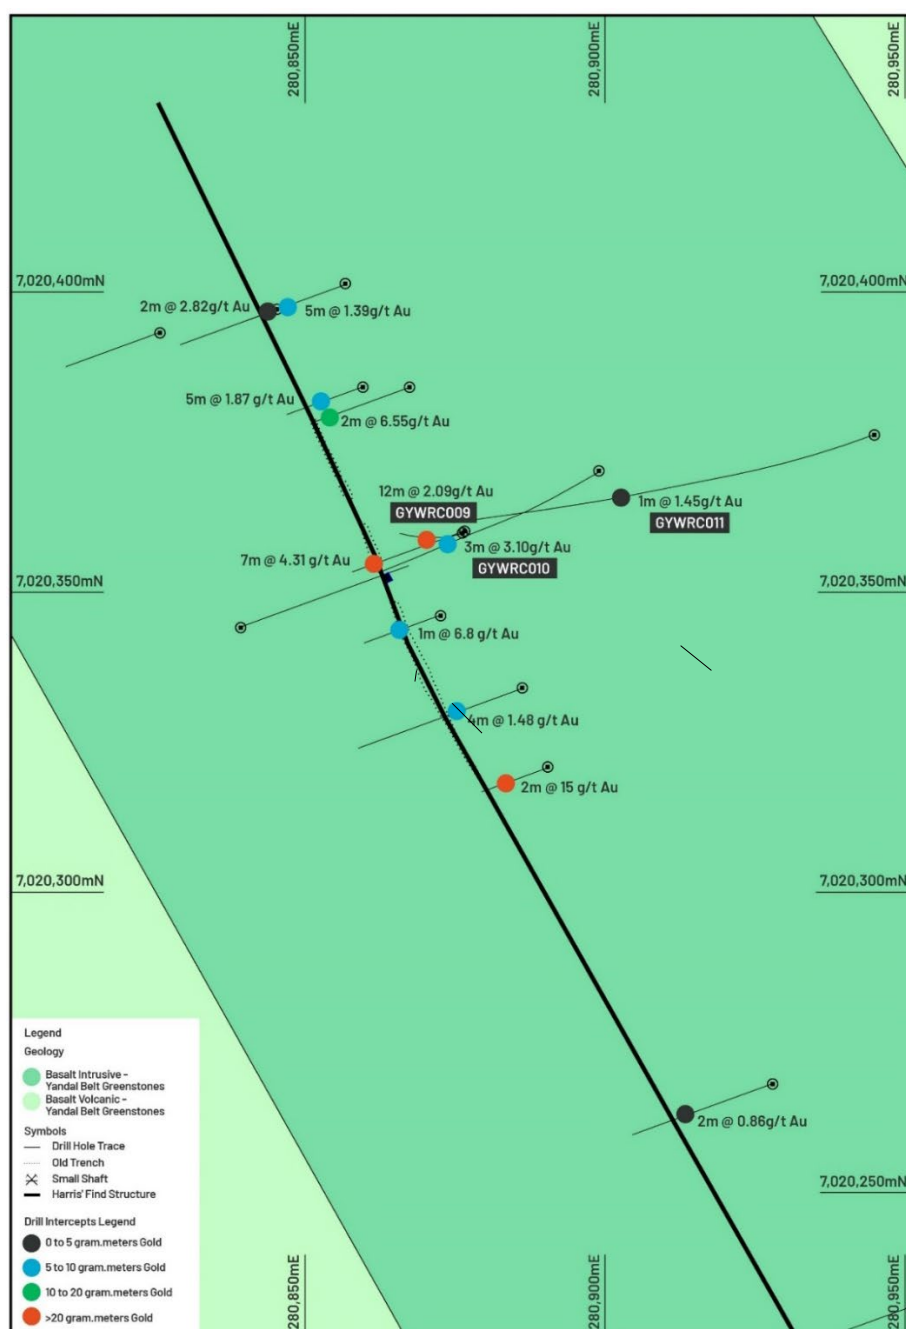 280,850mE
280,900mE
280,950mE
7,020,400mN
7,020,400mN
2m @ 2.82g/t Au
5m @ 1.39g/t Au
5m @ 1.87 g/t Au
2m @ 6.55g/t Au
12m @ 2.09g/t Au
GYWRC009
1m @ 1.45g/t Au
GYWRC011
3m @ 3.10g/t Au
GYWRC010
7m @ 4.31 g/t Au
7,020,350mN
7,020,350mN
1m @ 6.8 g/t Au
4m @ 1.48 g/t Au
2m @ 15 g/t Au
7,020,300mN
7,020,300mN
2m @ 0.86g/t Au
7,020,250mN
Legend
Geology
Basalt Intrusive -
Yandal Belt Greenstones
Basalt Volcanic -
Yandal Belt Greenstones
Symbols
Drill Hole Trace
Old Trench
Small Shaft
Harris' Find Structure
Drill Intercepts Legend
0 to 5 gram.meters Gold
5 to 10 gram.meters Gold
10 to 20 gram.meters Gold
>20 gram.meters Gold
280,850mE
280,900mE
280,950mE